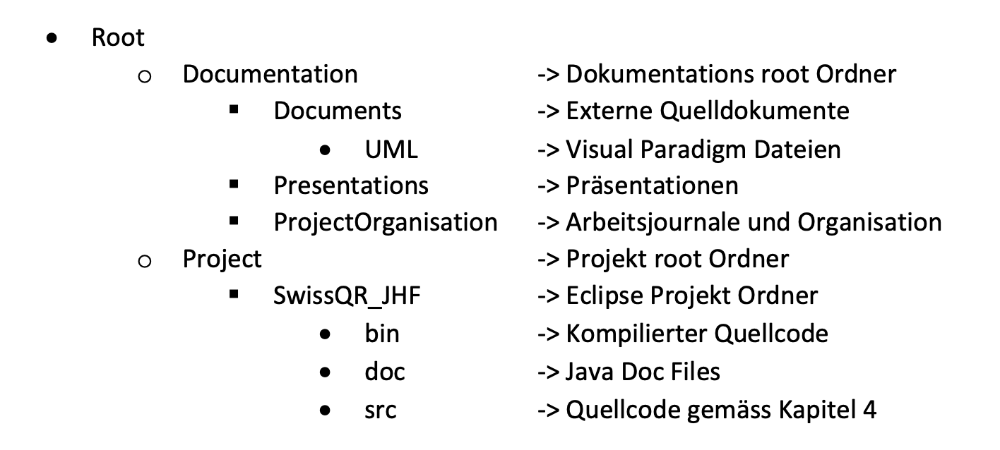 • Root
o Documentation -> Dokumentations root Ordner
▪ Documents -> Externe Quelldokumente
• UML -> Visual Paradigm Dateien
▪ Presentations -> Präsentationen
▪ ProjectOrganisation -> Arbeitsjournale und Organisation
o Project -> Projekt root Ordner
▪ SwissQR_JHF -> Eclipse Projekt Ordner
• bin -> Kompilierter Quellcode
• doc -> Java Doc Files
• src -> Quellcode gemäss Kapitel 4